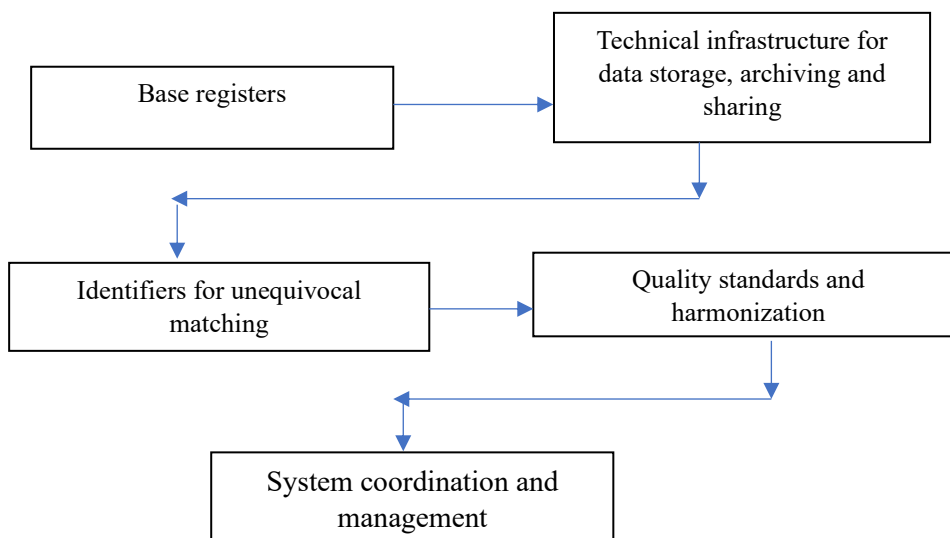 Base registers
Technical infrastructure for
data storage, archiving and
sharing
Identifiers for unequivocal
matching
Quality standards and
harmonization
System coordination and
management